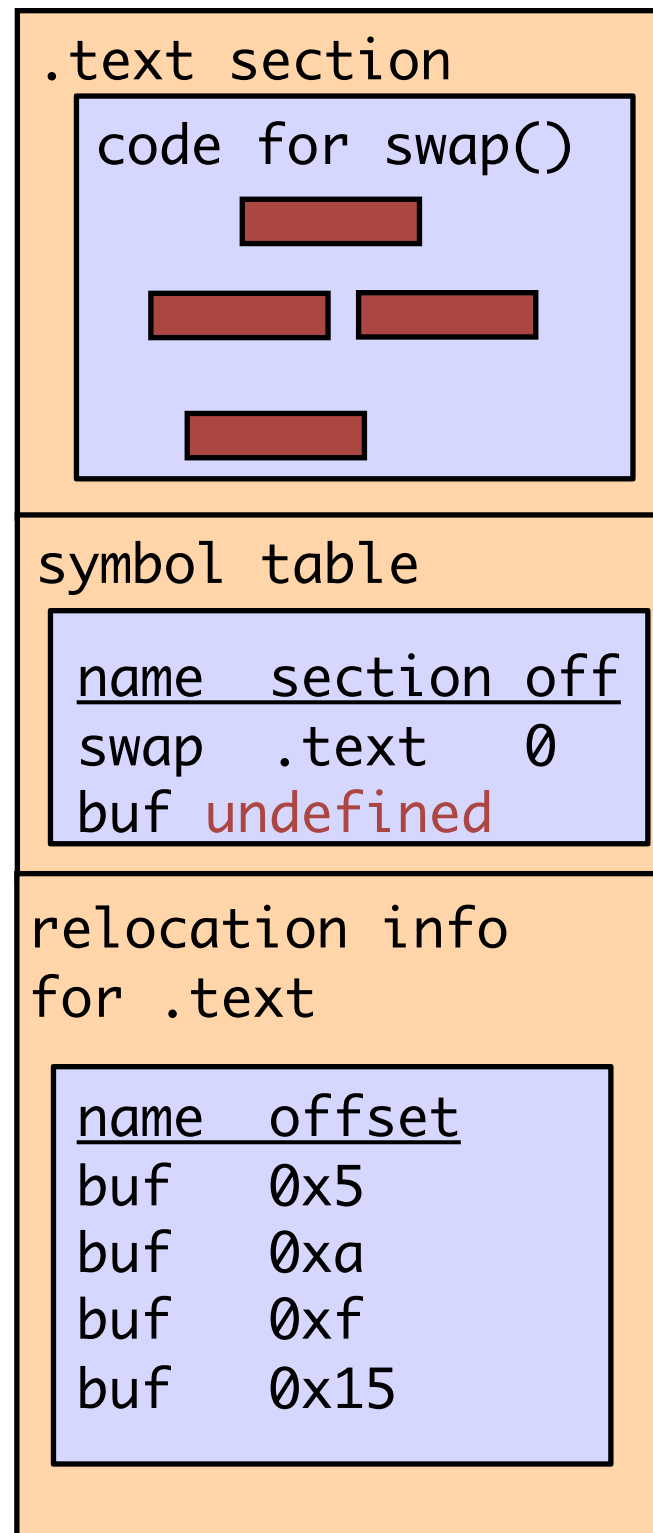 .text section
code for swap()
symbol table
name section off
swap .text 0
buf undefined
relocation info
for .text
name offset
buf 0x5
buf 0xa
buf 0xf
buf 0x15